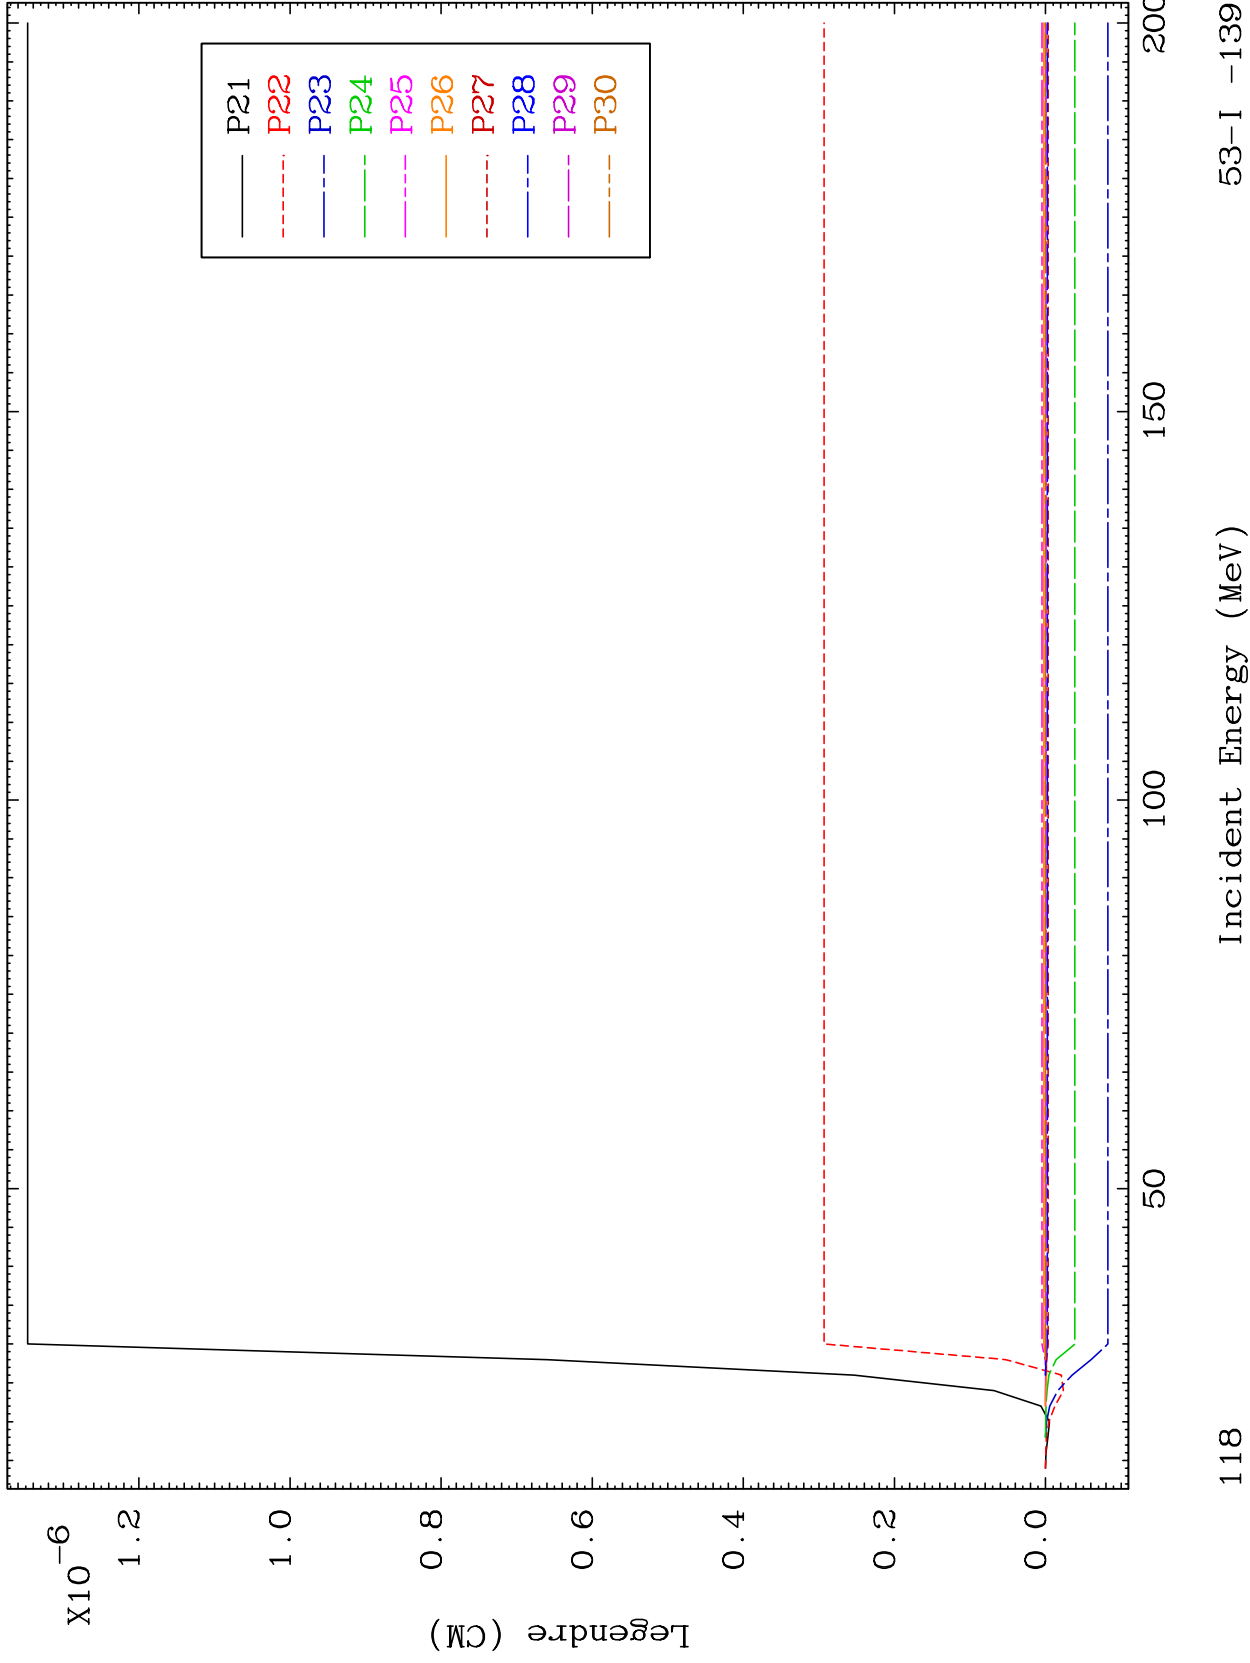 X10−6
1.2
1.0
0.8
0.6
0.4
0.2
0.0
Legendre (CM)
P21
P22
P23
P24
P25
P26
P27
P28
P29
P30
50
100
150
200
118
Incident Energy (MeV)
53−I −139